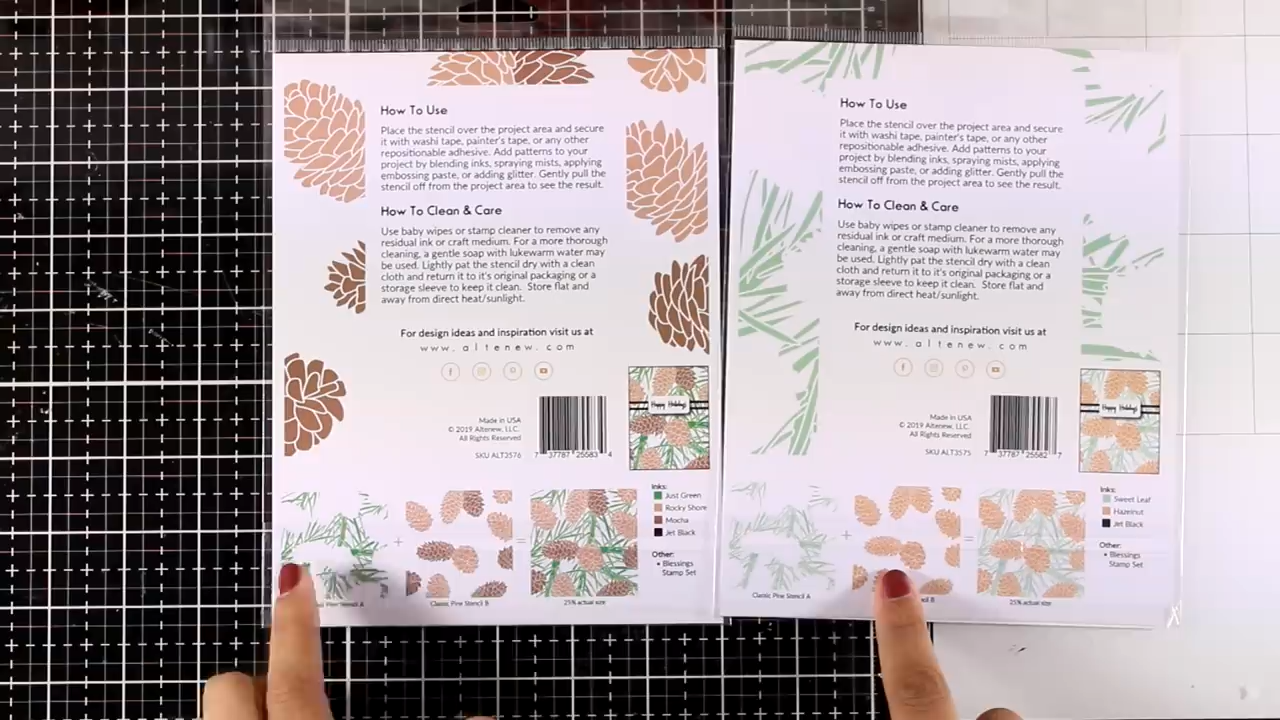 How To Use
Place the stencil over the project area and secure
it with washi tape, painter's tape, or any other
repositionable adhesive. Add patterns to your
project by blending inks, spraying mists, applying
embossing paste, or adding glitter. Gently pull the
stencil off from the project area to see the result.
How To Clean & Care
Use baby wipes or stamp cleaner to remove any
residual ink or craft medium. For a more thorough
cleaning, a gentle soap with lukewarm water may
be used. Lightly pat the stencil dry with a clean
cloth and return it to it's original packaging or a
storage sleeve to keep it clean. Store flat and
away from direct heat/sunlight.
For design ideas and inspiration visit us at
www.altenew.com
Made in USA
© 2019 Altenew, LLC.
All Rights Reserved
SKU ALT3576
7 37787 25583 4
Happy Holidays
Inks:
Just Green
Rocky Shore
Mocha
Jet Black
Other:
• Blessings
Stamp Set
Pine Stencil A
Classic Pine Stencil B
25% actual size
How To Use
Place the stencil over the project area and secure
it with washi tape, painter's tape, or any other
repositionable adhesive. Add patterns to your
project by blending inks, spraying mists, applying
embossing paste, or adding glitter. Gently pull the
stencil off from the project area to see the result.
How To Clean & Care
Use baby wipes or stamp cleaner to remove any
residual ink or craft medium. For a more thorough
cleaning, a gentle soap with lukewarm water may
be used. Lightly pat the stencil dry with a clean
cloth and return it to it's original packaging or a
storage sleeve to keep it clean. Store flat and
away from direct heat/sunlight.
For design ideas and inspiration visit us at
www.altenew.com
Made in USA
© 2019 Altenew, LLC.
All Rights Reserved
SKU ALT3575
7 37787 25582 7
Happy Holidays
Inks:
Sweet Leaf
Hazelnut
Jet Black
Other:
• Blessings
Stamp Set
Classic Pine Stencil A
B
25% actual size